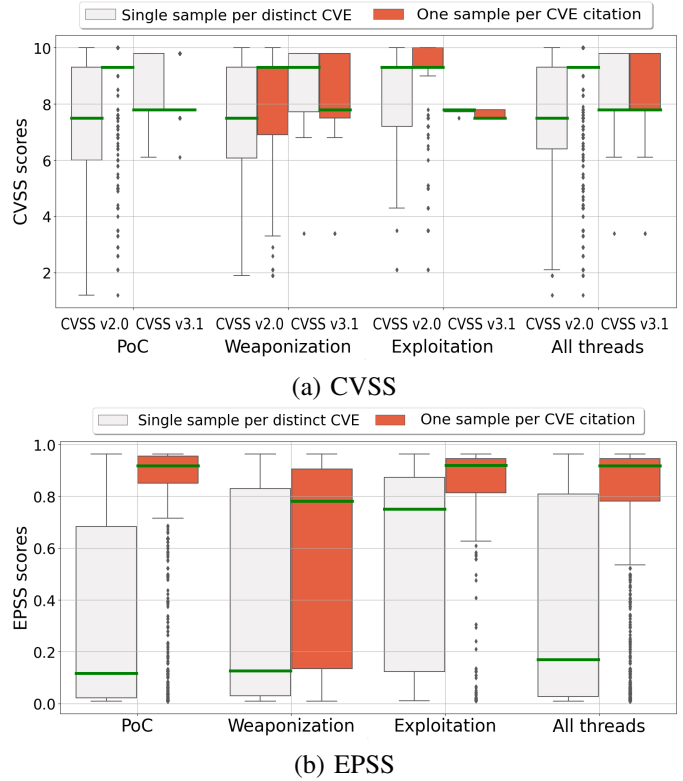 Single sample per distinct CVE One sample per CVE citation
10
8
6
4
2
CVSS scores
CVSS v2.0 CVSS v3.1 CVSS v2.0 CVSS v3.1 CVSS v2.0 CVSS v3.1 CVSS v2.0 CVSS v3.1
PoC Weaponization Exploitation All threads
(a) CVSS
Single sample per distinct CVE One sample per CVE citation
1.0
0.8
0.6
0.4
0.2
0.0
EPSS scores
PoC Weaponization Exploitation All threads
(b) EPSS